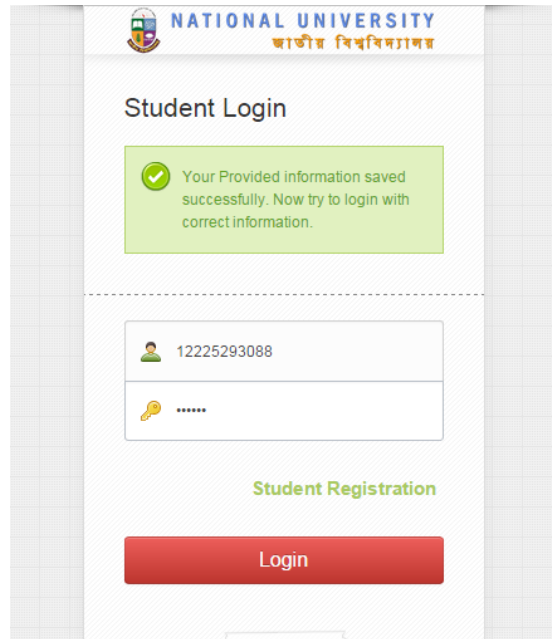 NATIONAL UNIVERSITY
জাতীয় বিশ্ববিদ্যালয়
Student Login
Your Provided information saved
successfully. Now try to login with
correct information.
12225293088
••••••
Student Registration
Login